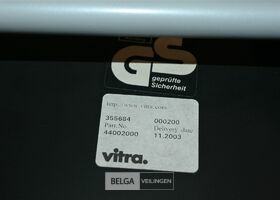 GS
geprüfte
Sicherheit
http://www.vitra.com
355684 000200
Part.No. Delivery date
44002000 11.2003
vitra.
BELGA VEILINGEN